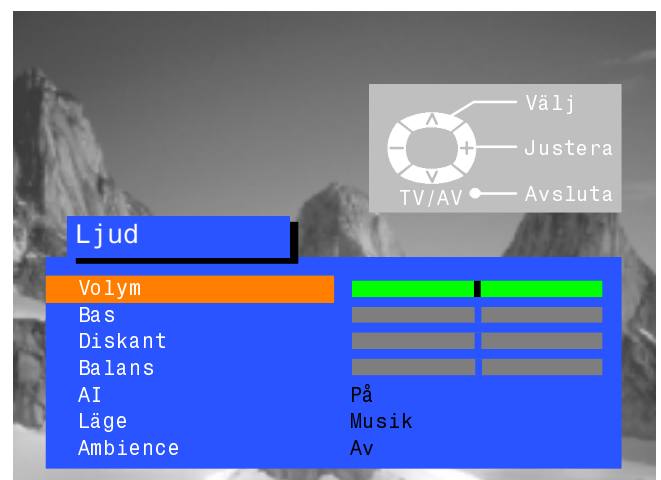 Välj
Justera
TV/AV Avsluta
Ljud
Volym
Bas
Diskant
Balans
AI På
Läge Musik
Ambience Av